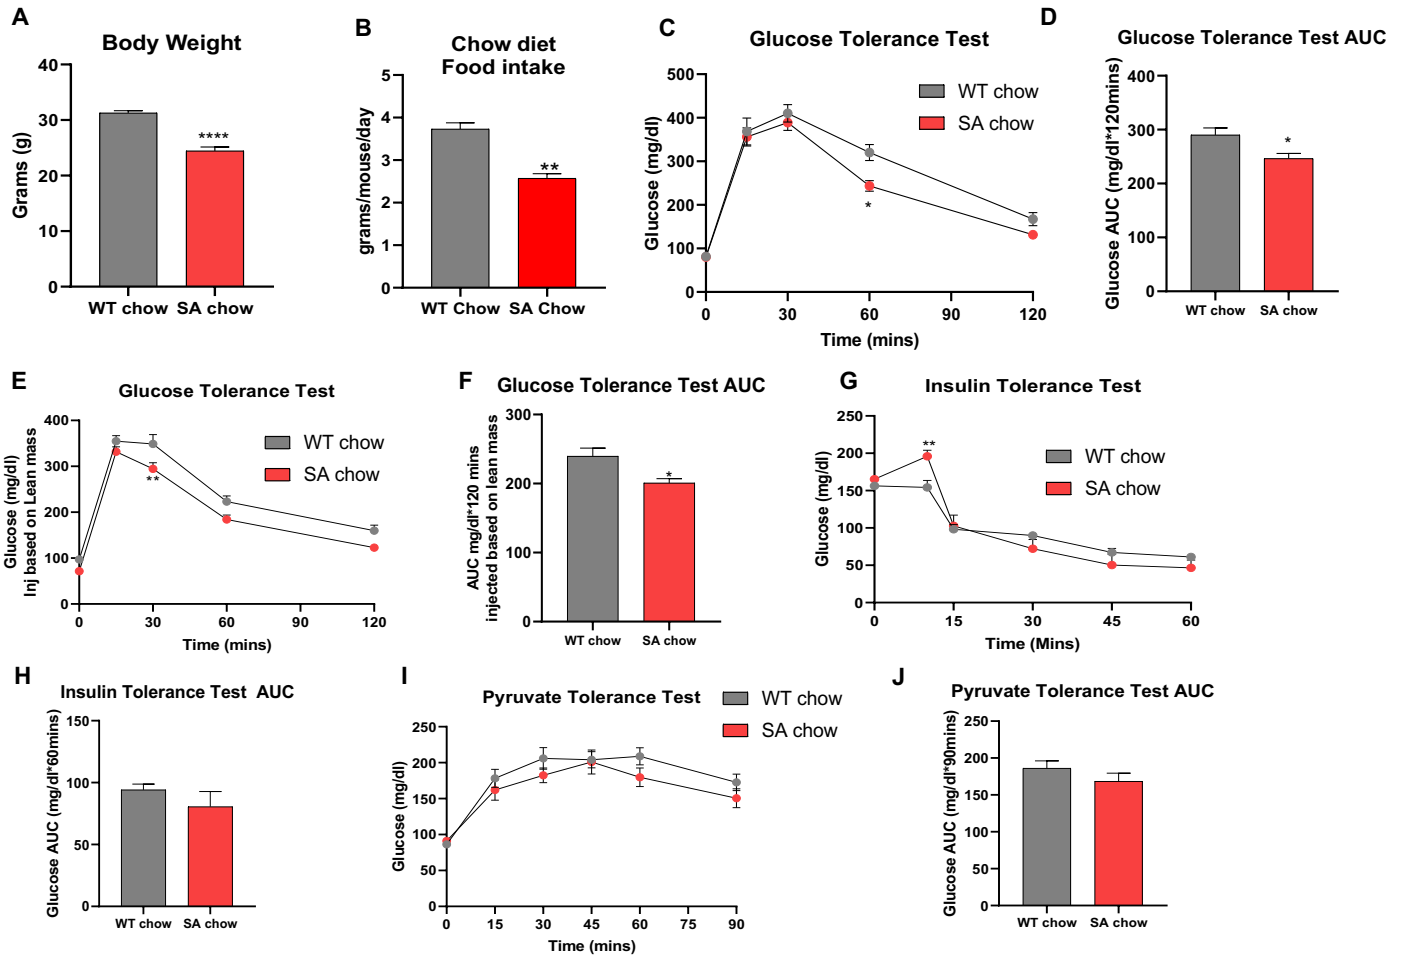 A
Body Weight
Grams (g)
40
30
20
10
0
****
WT chow SA chow
B
Chow diet
Food intake
grams/mouse/day
5
4
3
2
1
0
**
WT Chow SA Chow
C
Glucose Tolerance Test
Glucose (mg/dl)
500
400
300
200
100
0
WT chow
SA chow
*
0 30 60 90 120
Time (mins)
D
Glucose Tolerance Test AUC
Glucose AUC (mg/dl*120mins)
400
300
200
100
0
*
WT chow SA chow
E
Glucose Tolerance Test
Glucose (mg/dl)
Inj based on Lean mass
400
300
200
100
0
WT chow
SA chow
**
0 30 60 90 120
Time (mins)
F
Glucose Tolerance Test AUC
AUC mg/dl*120 mins
injected based on lean mass
300
200
100
0
*
WT chow SA chow
G
Insulin Tolerance Test
Glucose (mg/dl)
250
200
150
100
50
0
**
WT chow
SA chow
0 15 30 45 60
Time (Mins)
H
Insulin Tolerance Test AUC
Glucose AUC (mg/dl*60mins)
150
100
50
0
WT chow SA chow
I
Pyruvate Tolerance Test
Glucose (mg/dl)
250
200
150
100
50
0
WT chow
SA chow
0 15 30 45 60 75 90
Time (mins)
J
Pyruvate Tolerance Test AUC
Glucose AUC (mg/dl*90mins)
250
200
150
100
50
0
WT chow SA chow